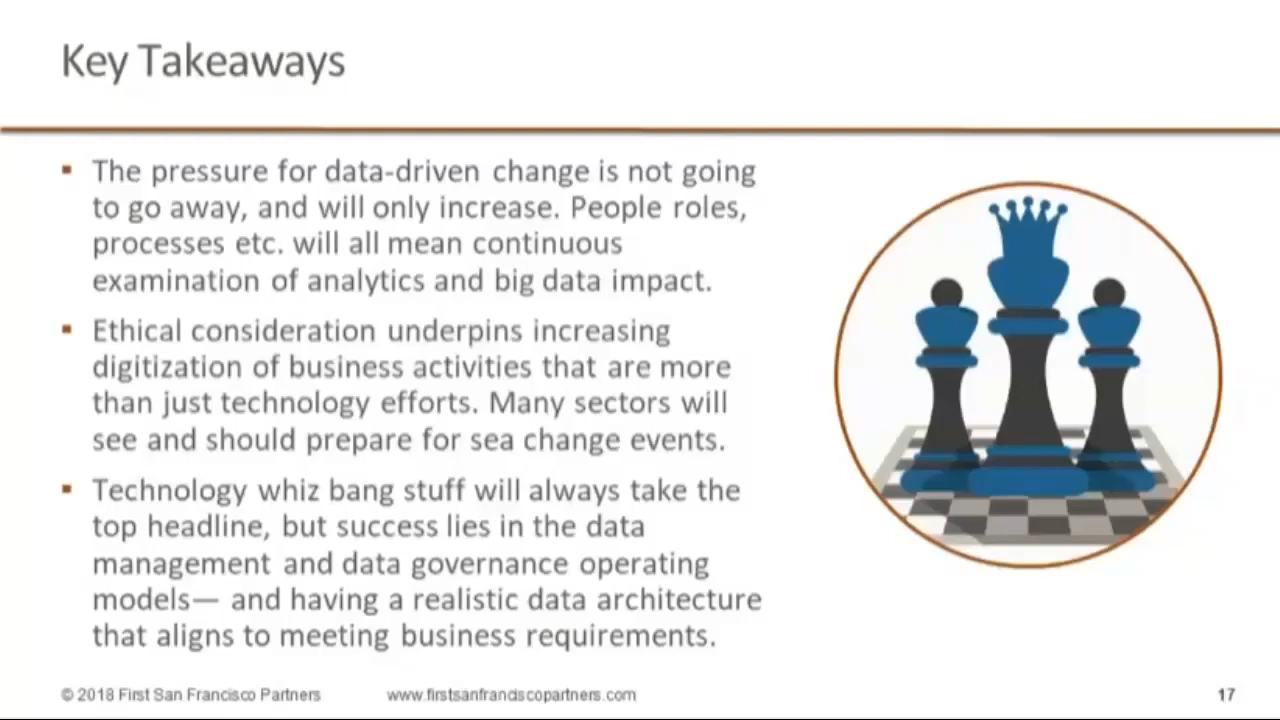 Key Takeaways
▪ The pressure for data-driven change is not going
to go away, and will only increase. People roles,
processes etc. will all mean continuous
examination of analytics and big data impact.
▪ Ethical consideration underpins increasing
digitization of business activities that are more
than just technology efforts. Many sectors will
see and should prepare for sea change events.
▪ Technology whiz bang stuff will always take the
top headline, but success lies in the data
management and data governance operating
models— and having a realistic data architecture
that aligns to meeting business requirements.
© 2018 First San Francisco Partners www.firstsanfranciscopartners.com 17